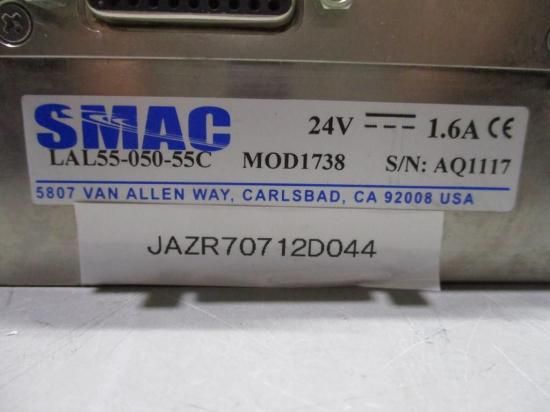 SMAC 24V 1.6A CE
LAL55-050-55C MOD1738 S/N: AQ1117
5807 VAN ALLEN WAY, CARLSBAD, CA 92008 USA
JAZR70712D044